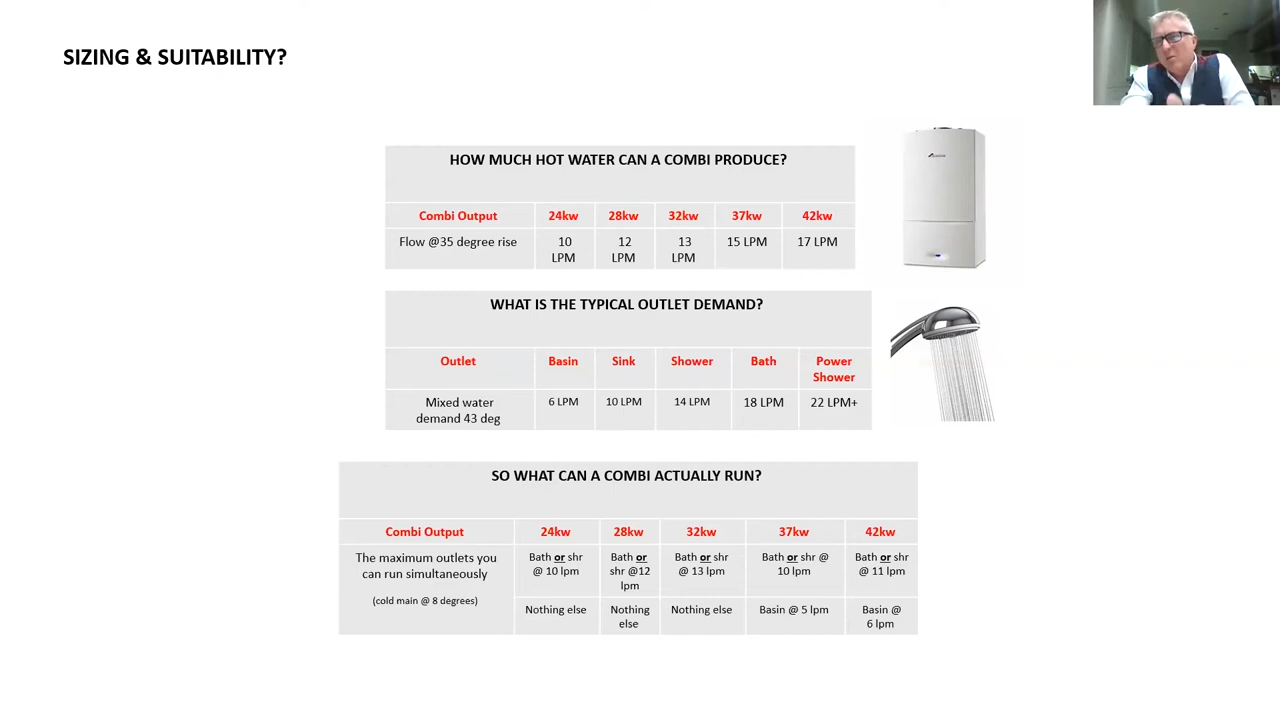 SIZING & SUITABILITY?
HOW MUCH HOT WATER CAN A COMBI PRODUCE?
Combi Output 24kw 28kw 32kw 37kw 42kw
Flow @35 degree rise 10 LPM 12 LPM 13 LPM 15 LPM 17 LPM
WHAT IS THE TYPICAL OUTLET DEMAND?
Outlet Basin Sink Shower Bath Power Shower
Mixed water demand 43 deg 6 LPM 10 LPM 14 LPM 18 LPM 22 LPM+
SO WHAT CAN A COMBI ACTUALLY RUN?
Combi Output 24kw 28kw 32kw 37kw 42kw
The maximum outlets you can run simultaneously
(cold main @ 8 degrees)
Bath or shr @ 10 lpm Bath or shr @12 lpm Bath or shr @ 13 lpm Bath or shr @ 10 lpm Bath or shr @ 11 lpm
Nothing else Nothing else Nothing else Basin @ 5 lpm Basin @ 6 lpm